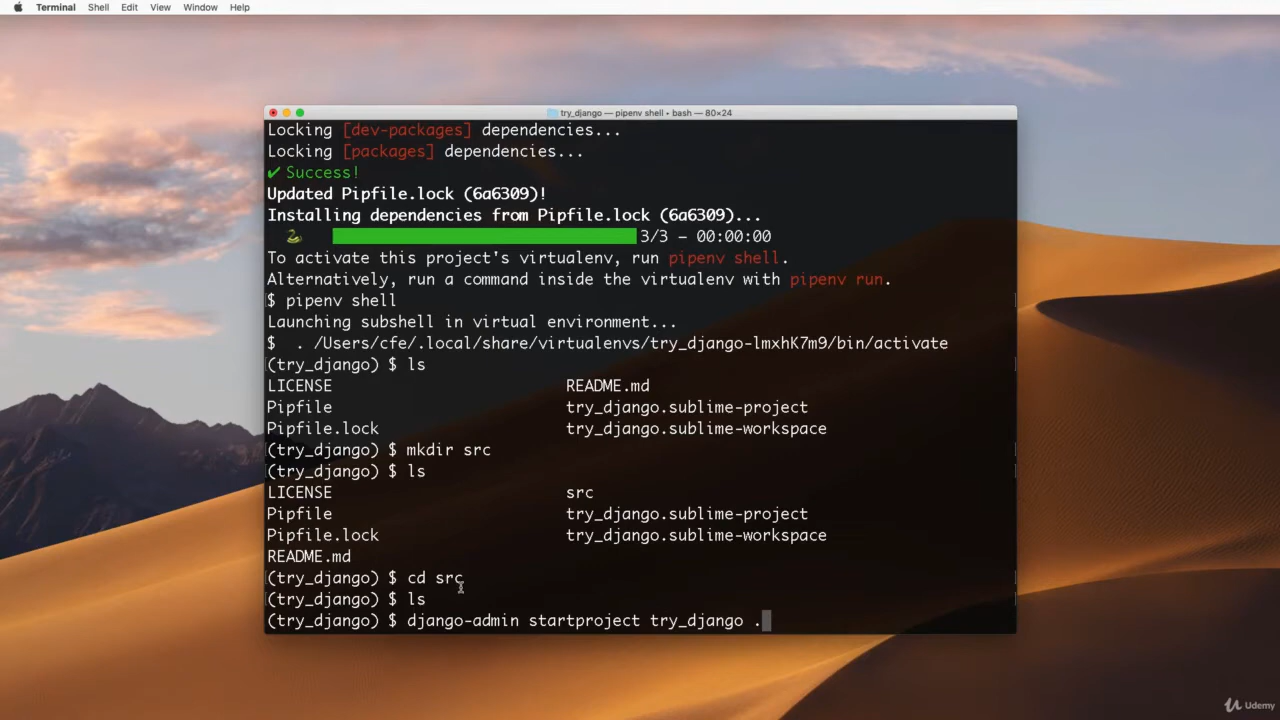 Terminal Shell Edit View Window Help
try_django — pipenv shell • bash — 80×24
Locking [dev-packages] dependencies...
Locking [packages] dependencies...
✔ Success!
Updated Pipfile.lock (6a6309)!
Installing dependencies from Pipfile.lock (6a6309)...
3/3 — 00:00:00
To activate this project's virtualenv, run pipenv shell.
Alternatively, run a command inside the virtualenv with pipenv run.
$ pipenv shell
Launching subshell in virtual environment...
$  . /Users/cfe/.local/share/virtualenvs/try_django-lmxhK7m9/bin/activate
(try_django) $ ls
LICENSE README.md
Pipfile try_django.sublime-project
Pipfile.lock try_django.sublime-workspace
(try_django) $ mkdir src
(try_django) $ ls
LICENSE src
Pipfile try_django.sublime-project
Pipfile.lock try_django.sublime-workspace
README.md
(try_django) $ cd src
(try_django) $ ls
(try_django) $ django-admin startproject try_django .
Udemy